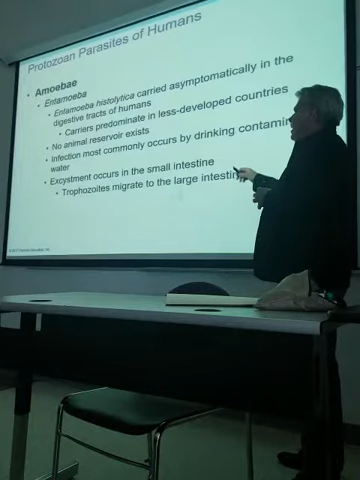 Protozoan Parasites of Humans
• Amoebae
• Entamoeba
• Entamoeba histolytica carried asymptomatically in the
digestive tracts of humans
• Carriers predominate in less-developed countries
• No animal reservoir exists
• Infection most commonly occurs by drinking contamin
water
• Excystment occurs in the small intestine
• Trophozoites migrate to the large intestin